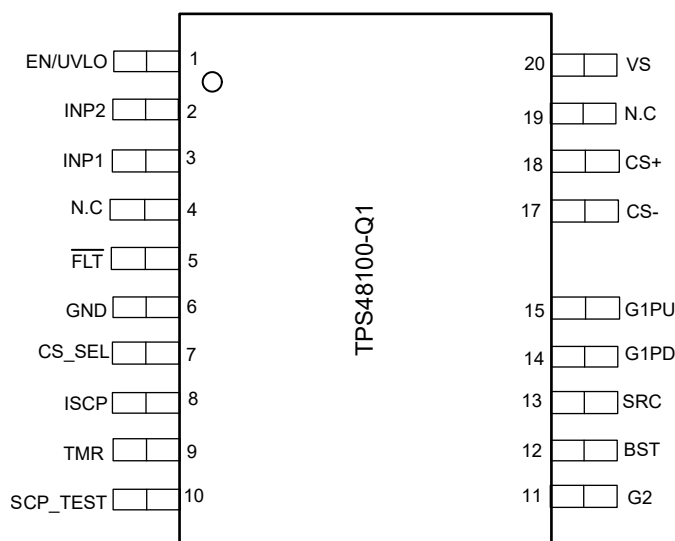 EN/UVLO 1
INP2 2
INP1 3
N.C 4
FLT 5
GND 6
CS_SEL 7
ISCP 8
TMR 9
SCP_TEST 10
TPS48100-Q1
20 VS
19 N.C
18 CS+
17 CS-
15 G1PU
14 G1PD
13 SRC
12 BST
11 G2